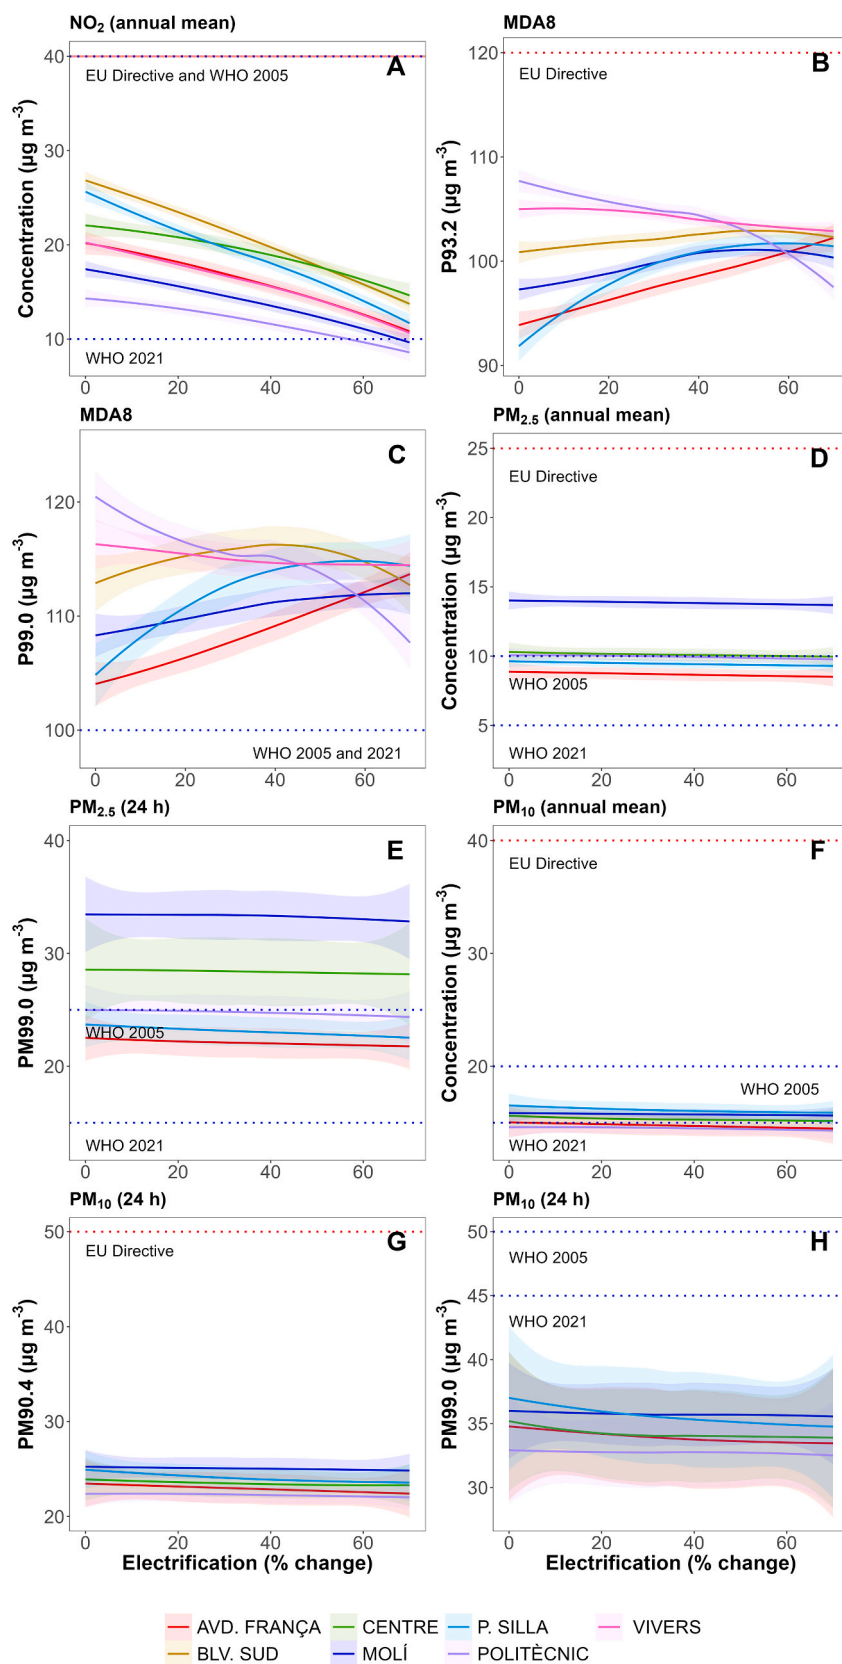 NO₂ (annual mean)
A
EU Directive and WHO 2005
WHO 2021
Concentration (µg m⁻³)
40
30
20
10
0
20
40
60
MDA8
B
EU Directive
P93.2 (µg m⁻³)
120
110
100
90
0
20
40
60
MDA8
C
WHO 2005 and 2021
P99.0 (µg m⁻³)
120
110
100
0
20
40
60
PM₂.₅ (annual mean)
D
EU Directive
WHO 2005
WHO 2021
Concentration (µg m⁻³)
25
20
15
10
5
0
20
40
60
PM₂.₅ (24 h)
E
WHO 2005
WHO 2021
PM99.0 (µg m⁻³)
40
30
20
0
20
40
60
PM₁₀ (annual mean)
F
EU Directive
WHO 2005
WHO 2021
Concentration (µg m⁻³)
40
30
20
0
20
40
60
PM₁₀ (24 h)
G
EU Directive
PM90.4 (µg m⁻³)
50
40
30
20
0
20
40
60
Electrification (% change)
PM₁₀ (24 h)
H
WHO 2005
WHO 2021
PM99.0 (µg m⁻³)
50
45
40
35
30
0
20
40
60
Electrification (% change)
AVD. FRANÇA
CENTRE
P. SILLA
VIVERS
BLV. SUD
MOLÍ
POLITÈCNIC